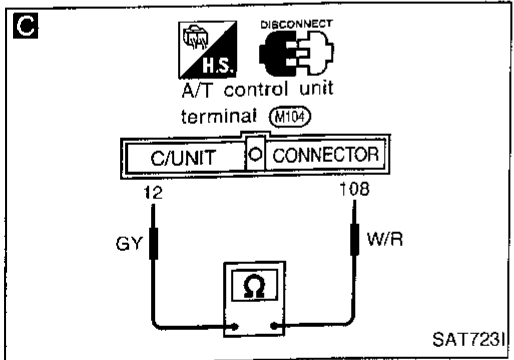 C
DISCONNECT
H.S.
A/T control unit
terminal M104
C/UNIT CONNECTOR
12 108
GY W/R
Ω
SAT723I